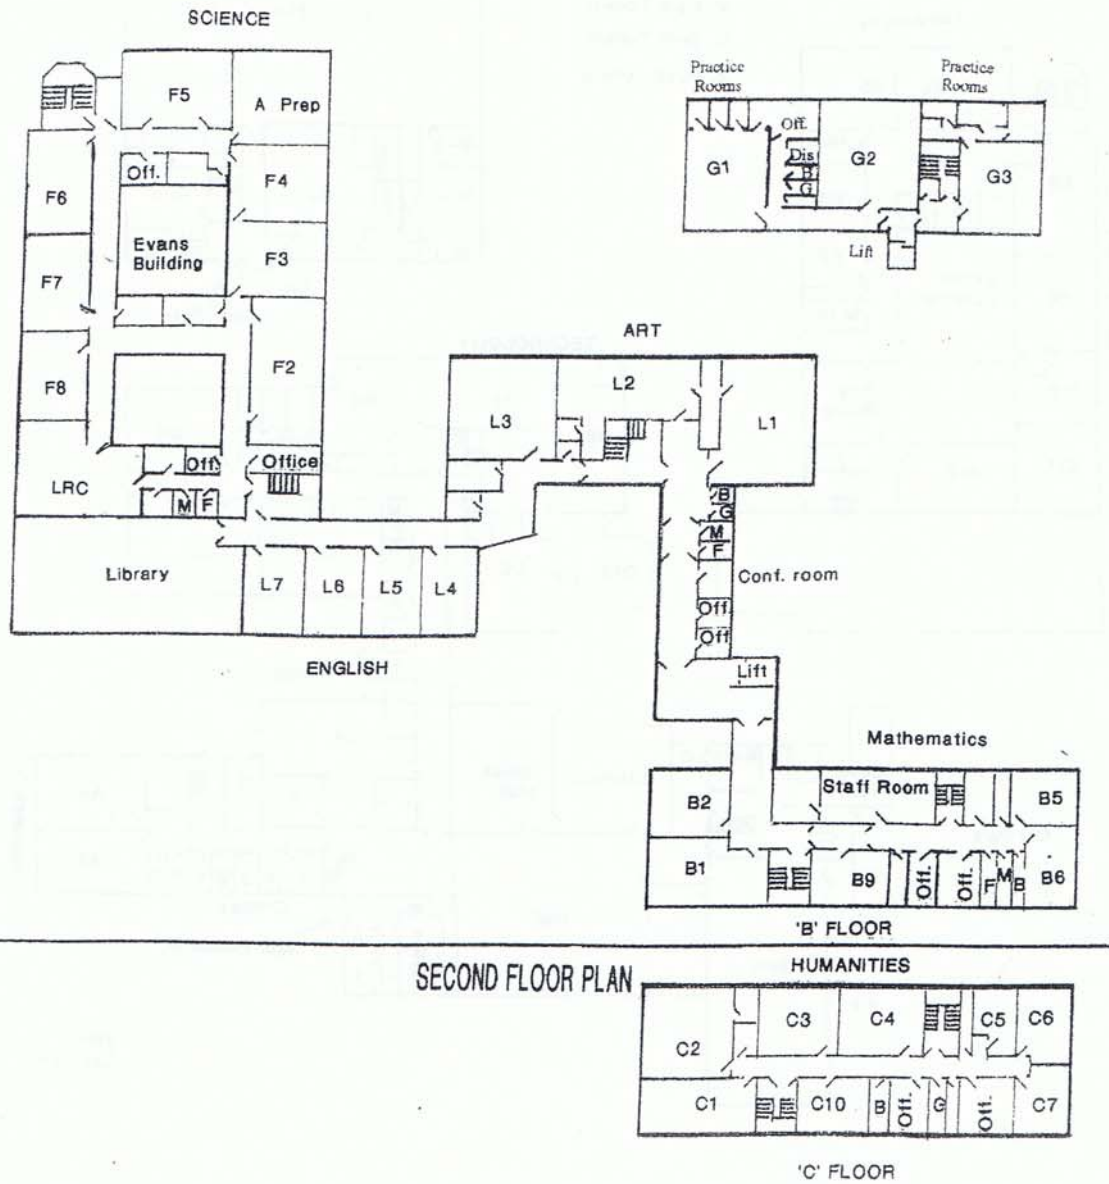 SCIENCE
F5
A Prep
Off.
F4
F6
Evans
Building
F3
F7
F2
F8
Off.
Office
LRC
M F
Library
L7 L6 L5 L4
ENGLISH
Practice
Rooms
Practice
Rooms
Off.
Dis
B
G
G1
G2
G3
Lift
ART
L3
L2
L1
B
G
M
F
Conf. room
Off.
Off
Lift
Mathematics
B2
Staff Room
B5
B1
B9
Off.
Off.
F M B
B6
'B' FLOOR
SECOND FLOOR PLAN
HUMANITIES
C2
C3
C4
C5
C6
C1
C10
B
Off.
G
Off.
C7
'C' FLOOR